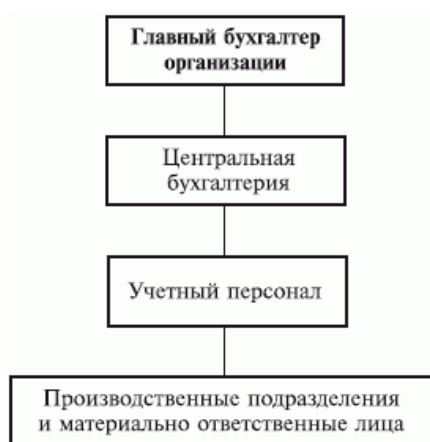 Главный бухгалтер
организации
Центральная
бухгалтерия
Учетный персонал
Производственные подразделения
и материально ответственные лица